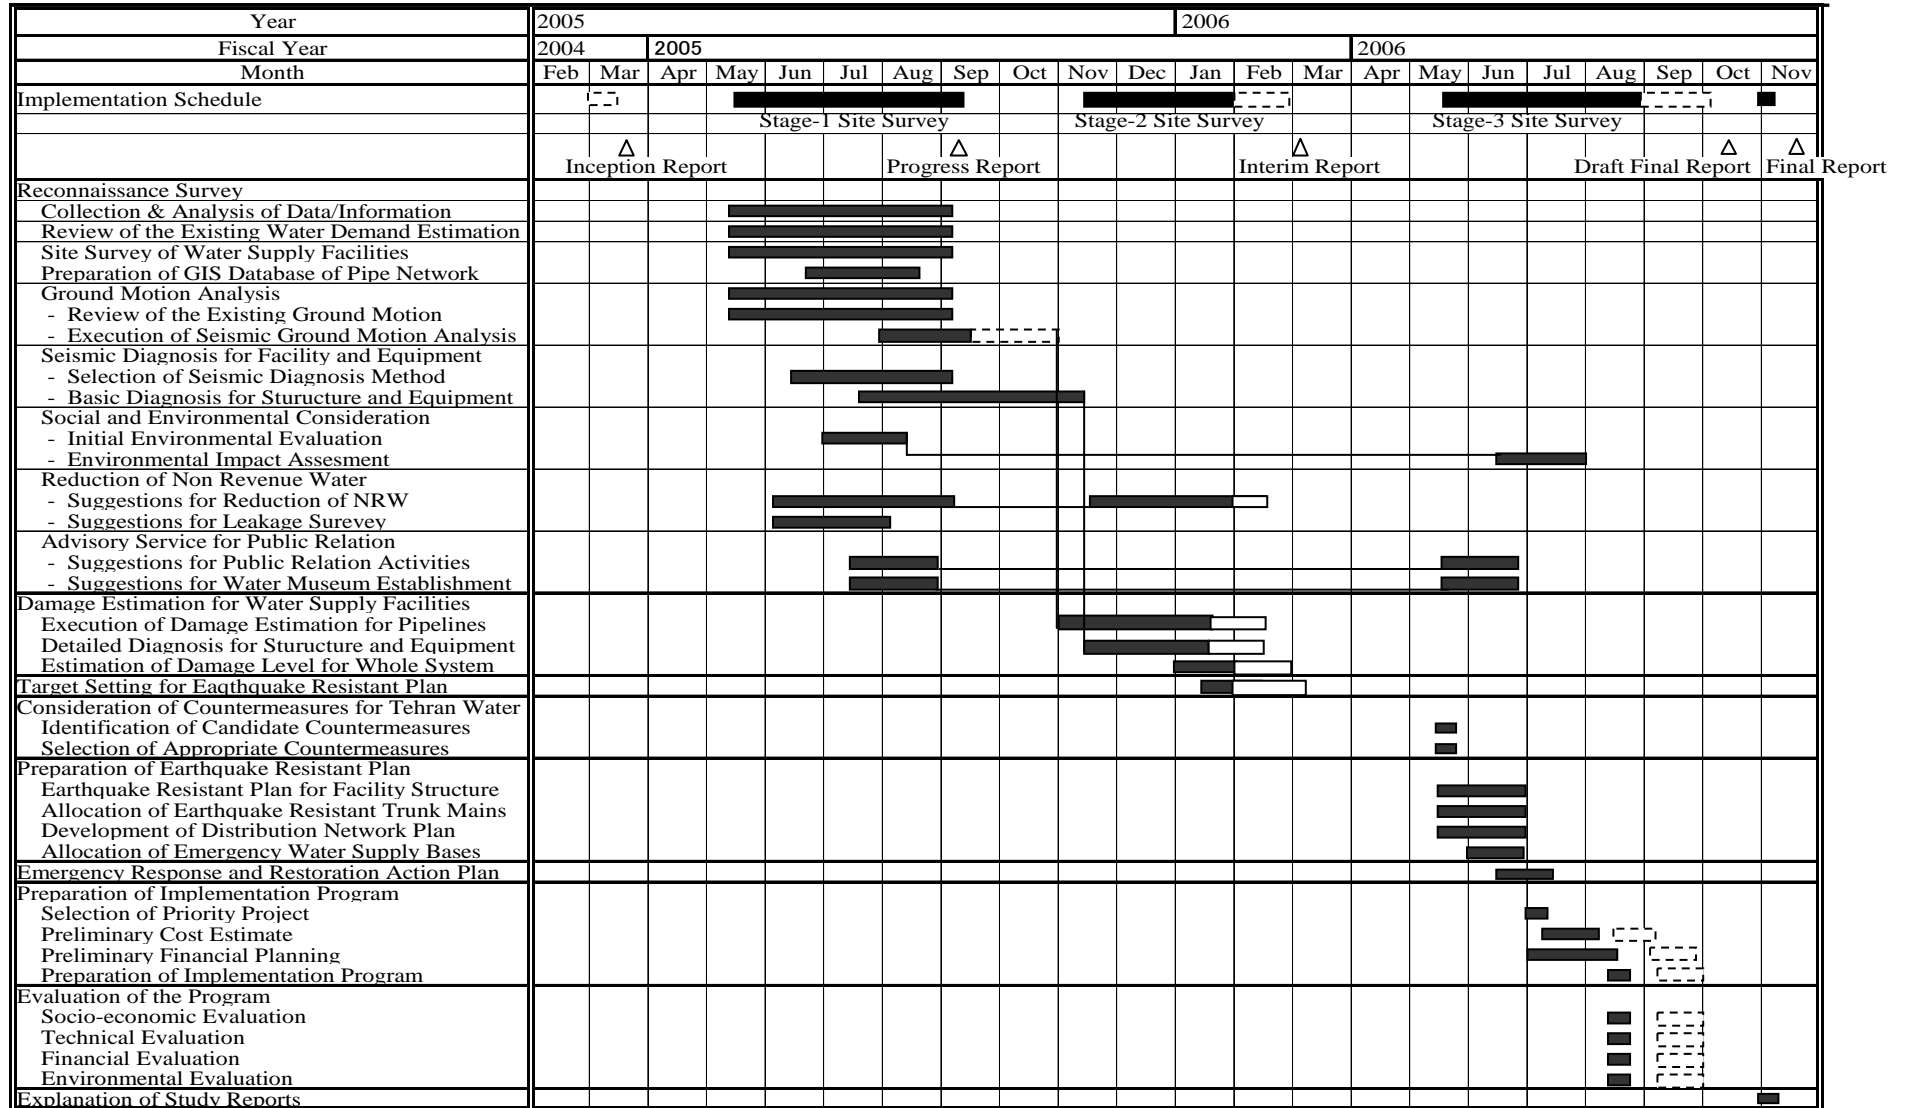 Year 2005 2006
Fiscal Year 2004 2005 2006
Month Feb Mar Apr May Jun Jul Aug Sep Oct Nov Dec Jan Feb Mar Apr May Jun Jul Aug Sep Oct Nov
Implementation Schedule
Stage-1 Site Survey Stage-2 Site Survey Stage-3 Site Survey
Inception Report Progress Report Interim Report Draft Final Report Final Report
Reconnaissance Survey
Collection & Analysis of Data/Information
Review of the Existing Water Demand Estimation
Site Survey of Water Supply Facilities
Preparation of GIS Database of Pipe Network
Ground Motion Analysis
- Review of the Existing Ground Motion
- Execution of Seismic Ground Motion Analysis
Seismic Diagnosis for Facility and Equipment
- Selection of Seismic Diagnosis Method
- Basic Diagnosis for Sturucture and Equipment
Social and Environmental Consideration
- Initial Environmental Evaluation
- Environmental Impact Assesment
Reduction of Non Revenue Water
- Suggestions for Reduction of NRW
- Suggestions for Leakage Surevey
Advisory Service for Public Relation
- Suggestions for Public Relation Activities
- Suggestions for Water Museum Establishment
Damage Estimation for Water Supply Facilities
Execution of Damage Estimation for Pipelines
Detailed Diagnosis for Sturucture and Equipment
Estimation of Damage Level for Whole System
Target Setting for Eaqthquake Resistant Plan
Consideration of Countermeasures for Tehran Water
Identification of Candidate Countermeasures
Selection of Appropriate Countermeasures
Preparation of Earthquake Resistant Plan
Earthquake Resistant Plan for Facility Structure
Allocation of Earthquake Resistant Trunk Mains
Development of Distribution Network Plan
Allocation of Emergency Water Supply Bases
Emergency Response and Restoration Action Plan
Preparation of Implementation Program
Selection of Priority Project
Preliminary Cost Estimate
Preliminary Financial Planning
Preparation of Implementation Program
Evaluation of the Program
Socio-economic Evaluation
Technical Evaluation
Financial Evaluation
Environmental Evaluation
Explanation of Study Reports